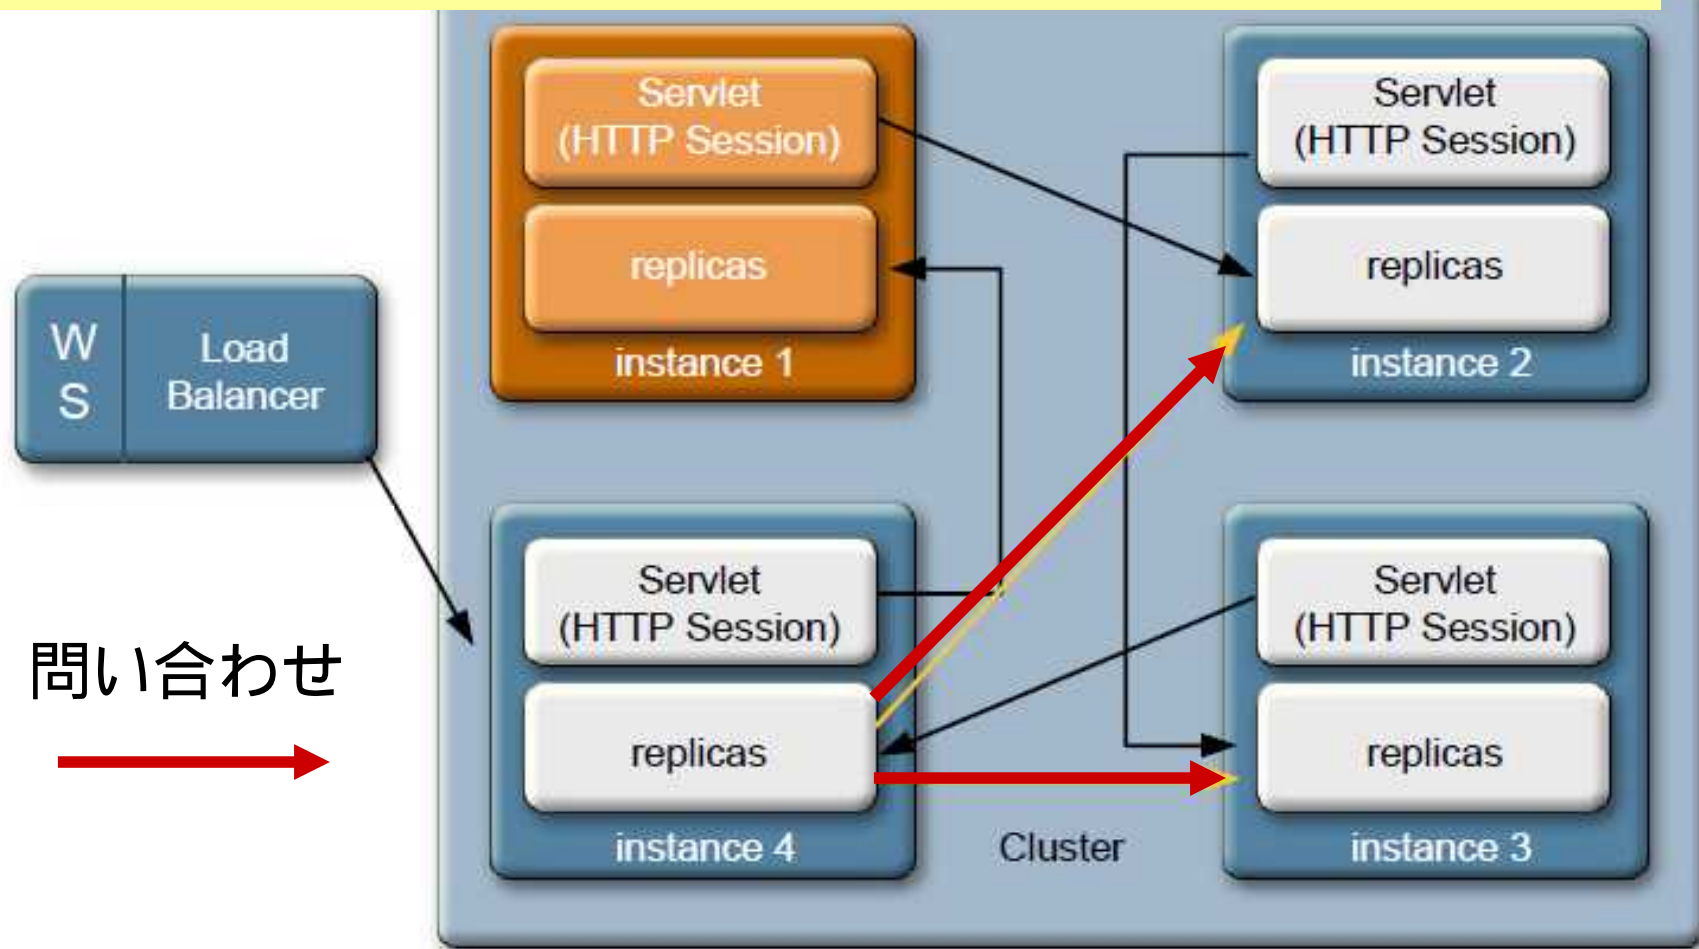 Servlet
(HTTP Session)
replicas
instance 1
Servlet
(HTTP Session)
replicas
instance 2
W
S
Load
Balancer
問い合わせ
Servlet
(HTTP Session)
replicas
instance 4
Cluster
Servlet
(HTTP Session)
replicas
instance 3